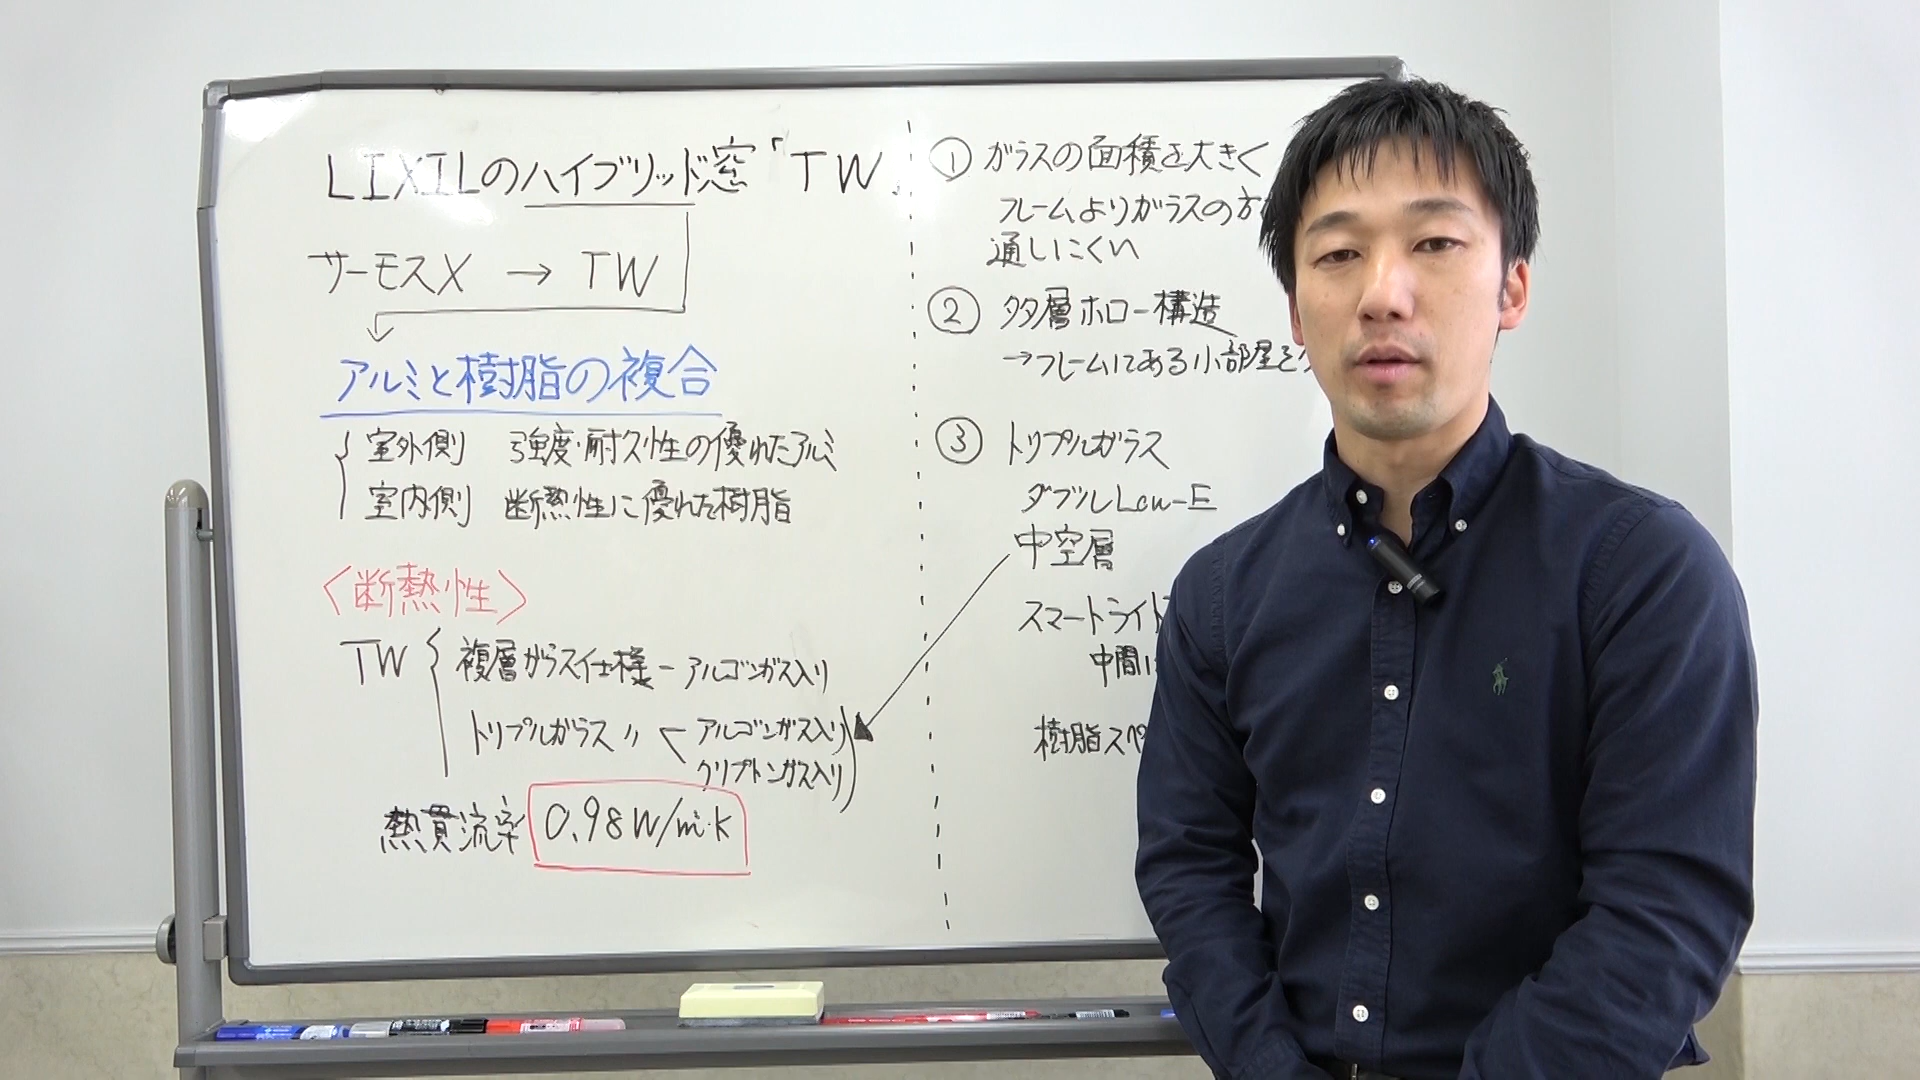 LIXILのハイブリッド窓「TW」
サーモスX → TW
アルミと樹脂の複合
室外側 強度・耐久性の優れたアルミ
室内側 断熱性に優れた樹脂
〈断熱性〉
TW 複層ガラス仕様 - アルゴンガス入り
トリプルガラス 〃 < アルゴンガス入り
クリプトンガス入り
熱貫流率 0.98W/㎡・K
① ガラスの面積を大きく
フレームよりガラスの方
通しにくい
② 多層ホロー構造
→フレームにある小部屋を
③ トリプルガラス
ダブルLow-E
中空層
スマートライト
中間
樹脂スペ